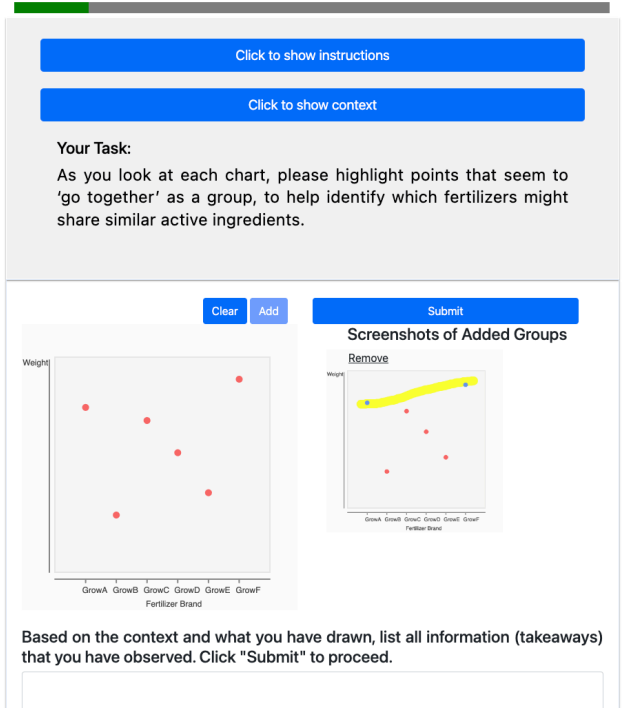 Click to show instructions
Click to show context
Your Task:
As you look at each chart, please highlight points that seem to
‘go together’ as a group, to help identify which fertilizers might
share similar active ingredients.
Clear
Add
Submit
Screenshots of Added Groups
Remove
Weight
GrowA GrowB GrowC GrowD GrowE GrowF
Fertilizer Brand
Weight
GrowA GrowB GrowC GrowD GrowE GrowF
Fertilizer Brand
Based on the context and what you have drawn, list all information (takeaways)
that you have observed. Click "Submit" to proceed.